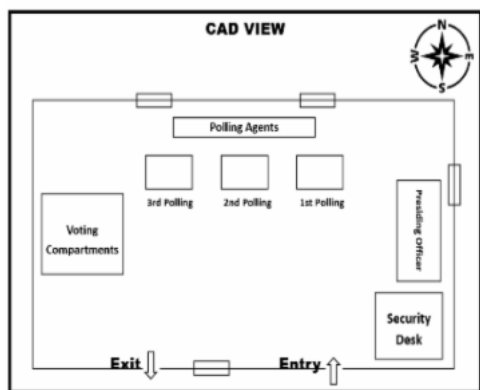 CAD VIEW
N
W
E
S
Polling Agents
3rd Polling
2nd Polling
1st Polling
Voting
Compartments
Presiding Officer
Security
Desk
Exit
Entry